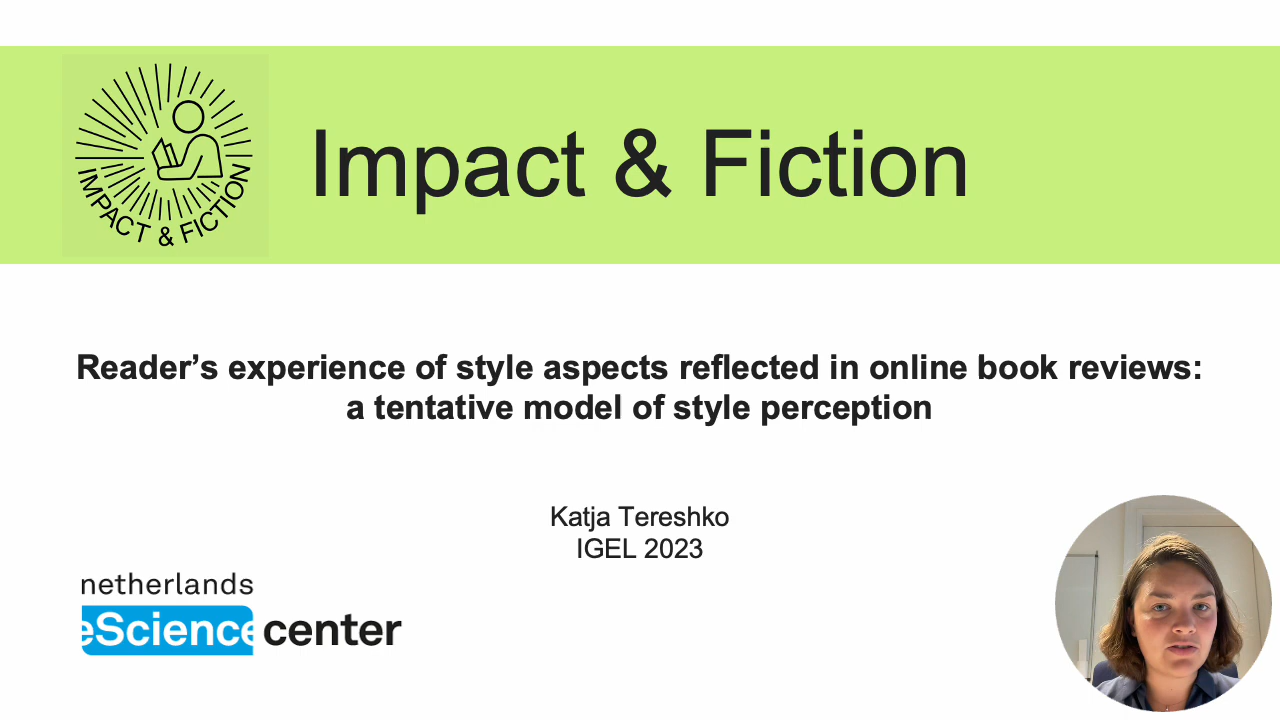 IMPACT & FICTION
Impact & Fiction
Reader’s experience of style aspects reflected in online book reviews:
a tentative model of style perception
Katja Tereshko
IGEL 2023
netherlands
eScience center